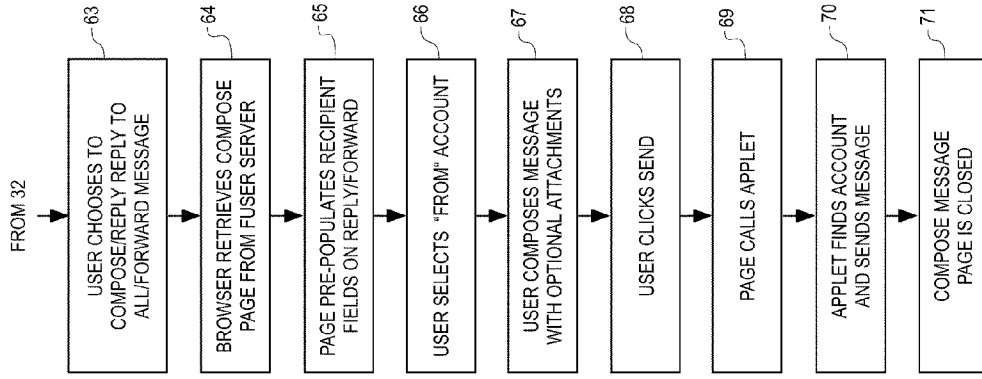 FROM 32
63
USER CHOOSES TO
COMPOSE/REPLY REPLY TO
ALL/FORWARD MESSAGE
64
BROWSER RETRIEVES COMPOSE
PAGE FROM FUSER SERVER
65
PAGE PRE-POPULATES RECIPIENT
FIELDS ON REPLY/FORWARD
66
USER SELECTS "FROM" ACCOUNT
67
USER COMPOSES MESSAGE
WITH OPTIONAL ATTACHMENTS
68
USER CLICKS SEND
69
PAGE CALLS APPLET
70
APPLET FINDS ACCOUNT
AND SENDS MESSAGE
71
COMPOSE MESSAGE
PAGE IS CLOSED